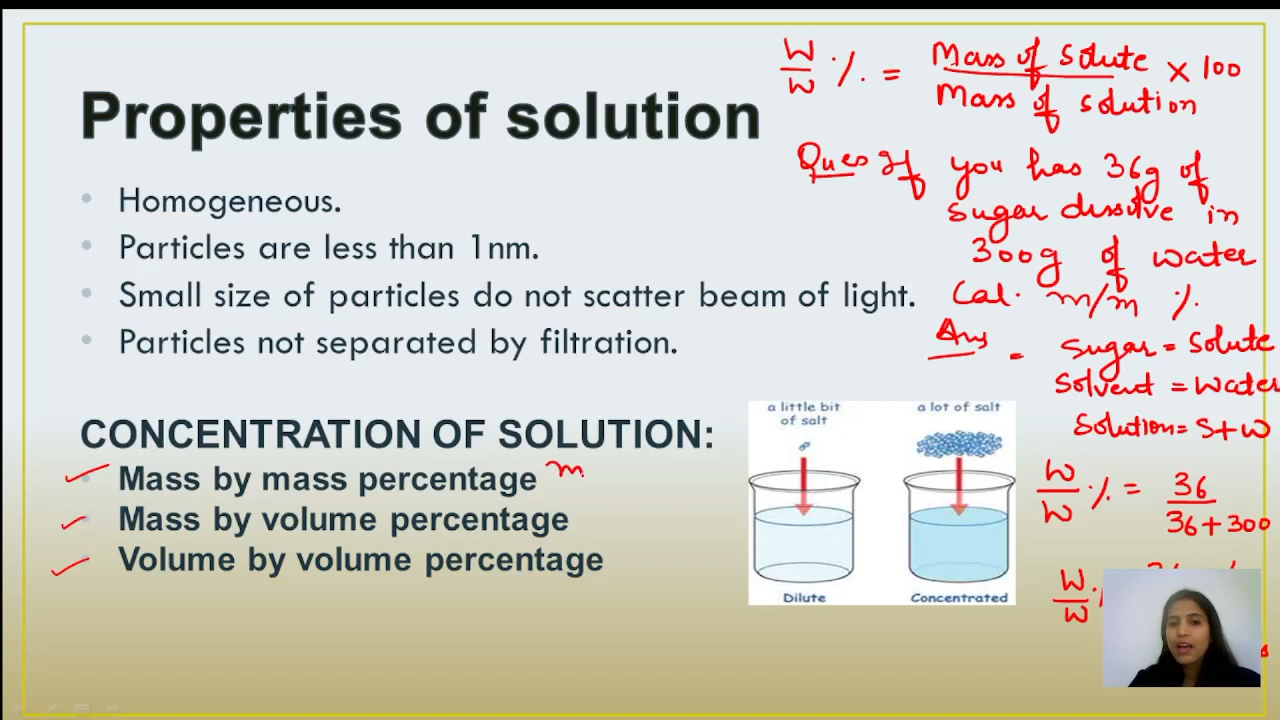 Properties of solution
• Homogeneous.
• Particles are less than 1nm.
• Small size of particles do not scatter beam of light.
• Particles not separated by filtration.
CONCENTRATION OF SOLUTION:
Mass by mass percentage m
Mass by volume percentage
Volume by volume percentage
a little bit
of salt
a lot of salt
Dilute
Concentrated
W/W % = Mass of Solute / Mass of solution × 100
Ques If you has 36g of
sugar dissolve in
300g of water
Cal. m/m %
Ans = sugar = Solute
Solvent = water
Solution = S+W
W/W % = 36 / 36+300
W/W %